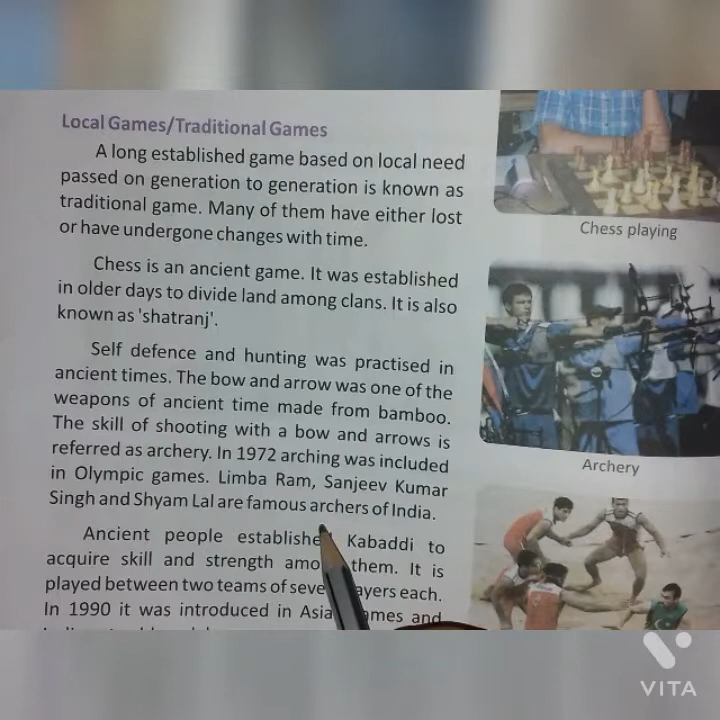 Local Games/Traditional Games
A long established game based on local need
passed on generation to generation is known as
traditional game. Many of them have either lost
or have undergone changes with time.
Chess is an ancient game. It was established
in older days to divide land among clans. It is also
known as 'shatranj'.
Self defence and hunting was practised in
ancient times. The bow and arrow was one of the
weapons of ancient time made from bamboo.
The skill of shooting with a bow and arrows is
referred as archery. In 1972 arching was included
in Olympic games. Limba Ram, Sanjeev Kumar
Singh and Shyam Lal are famous archers of India.
Ancient people established Kabaddi to
acquire skill and strength them. It is
played between two teams of each.
In 1990 it was introduced in and
Chess playing
Archery
VITA